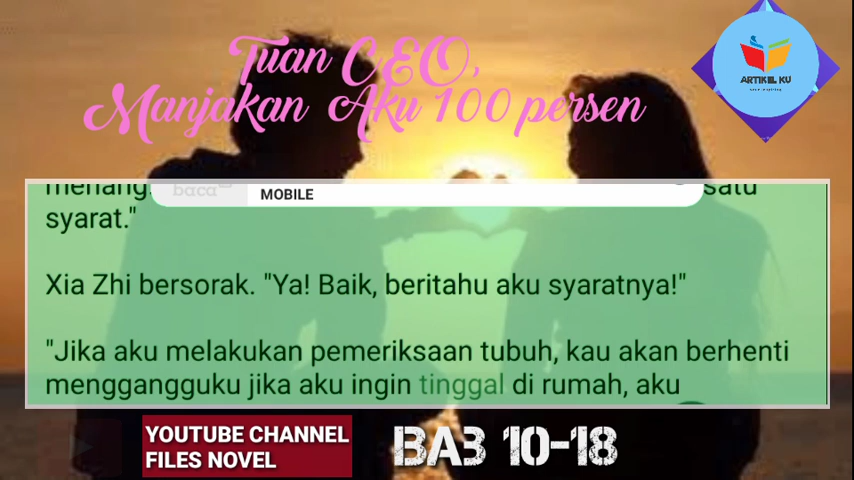 Tuan CEO,
Manjakan Aku 100 persen
ARTIKEL KU
baca
MOBILE
satu
syarat."
Xia Zhi bersorak. "Ya! Baik, beritahu aku syaratnya!"
"Jika aku melakukan pemeriksaan tubuh, kau akan berhenti
menggangguku jika aku ingin tinggal di rumah, aku
YOUTUBE CHANNEL
FILES NOVEL
BAB 10-18